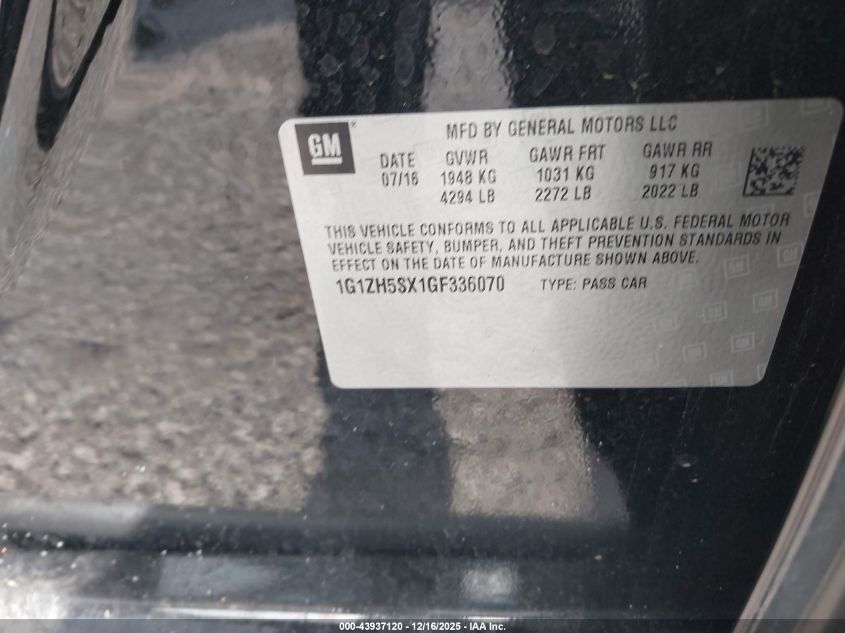 GM ®
MFD BY GENERAL MOTORS LLC
DATE GVWR GAWR FRT GAWR RR
07/16 1948 KG 1031 KG 917 KG
4294 LB 2272 LB 2022 LB
THIS VEHICLE CONFORMS TO ALL APPLICABLE U.S. FEDERAL MOTOR
VEHICLE SAFETY, BUMPER, AND THEFT PREVENTION STANDARDS IN
EFFECT ON THE DATE OF MANUFACTURE SHOWN ABOVE.
1G1ZH5SX1GF336070 TYPE: PASS CAR
000-43937120 - 12/16/2025 - IAA Inc.